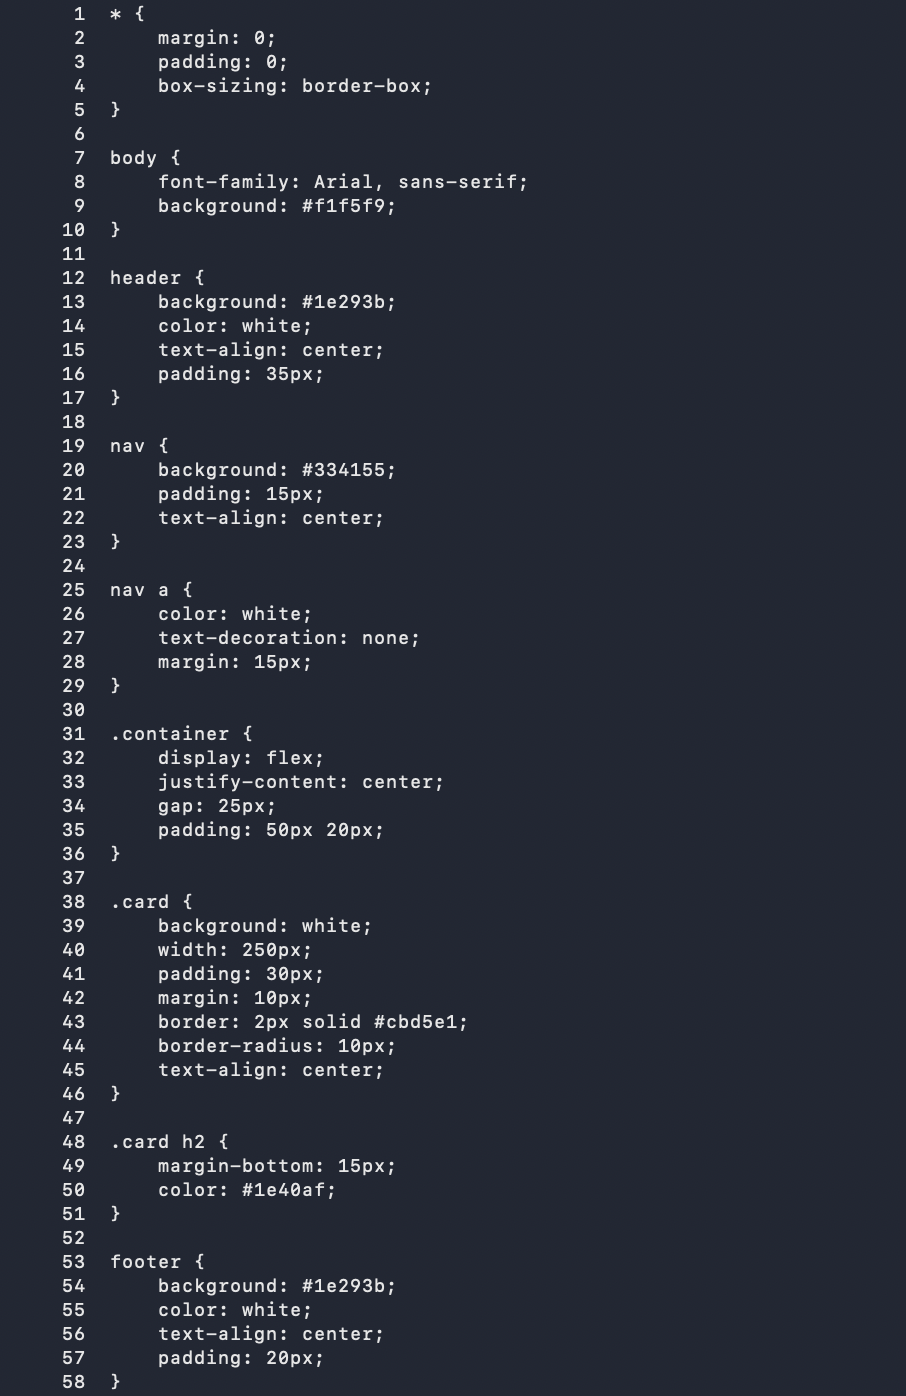 1 * {
2     margin: 0;
3     padding: 0;
4     box-sizing: border-box;
5 }
6
7 body {
8     font-family: Arial, sans-serif;
9     background: #f1f5f9;
10 }
11
12 header {
13     background: #1e293b;
14     color: white;
15     text-align: center;
16     padding: 35px;
17 }
18
19 nav {
20     background: #334155;
21     padding: 15px;
22     text-align: center;
23 }
24
25 nav a {
26     color: white;
27     text-decoration: none;
28     margin: 15px;
29 }
30
31 .container {
32     display: flex;
33     justify-content: center;
34     gap: 25px;
35     padding: 50px 20px;
36 }
37
38 .card {
39     background: white;
40     width: 250px;
41     padding: 30px;
42     margin: 10px;
43     border: 2px solid #cbd5e1;
44     border-radius: 10px;
45     text-align: center;
46 }
47
48 .card h2 {
49     margin-bottom: 15px;
50     color: #1e40af;
51 }
52
53 footer {
54     background: #1e293b;
55     color: white;
56     text-align: center;
57     padding: 20px;
58 }